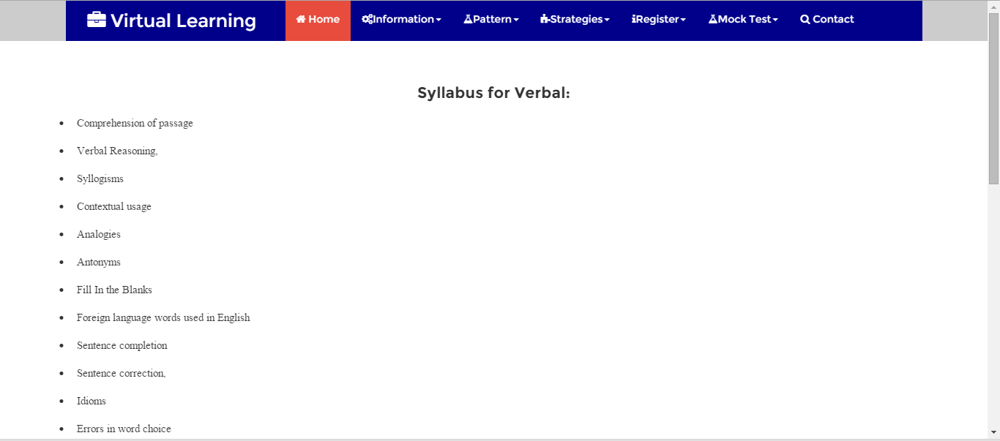 Virtual Learning Home Information Pattern Strategies Register Mock Test Contact
Syllabus for Verbal:
• Comprehension of passage
• Verbal Reasoning,
• Syllogisms
• Contextual usage
• Analogies
• Antonyms
• Fill In the Blanks
• Foreign language words used in English
• Sentence completion
• Sentence correction,
• Idioms
• Errors in word choice